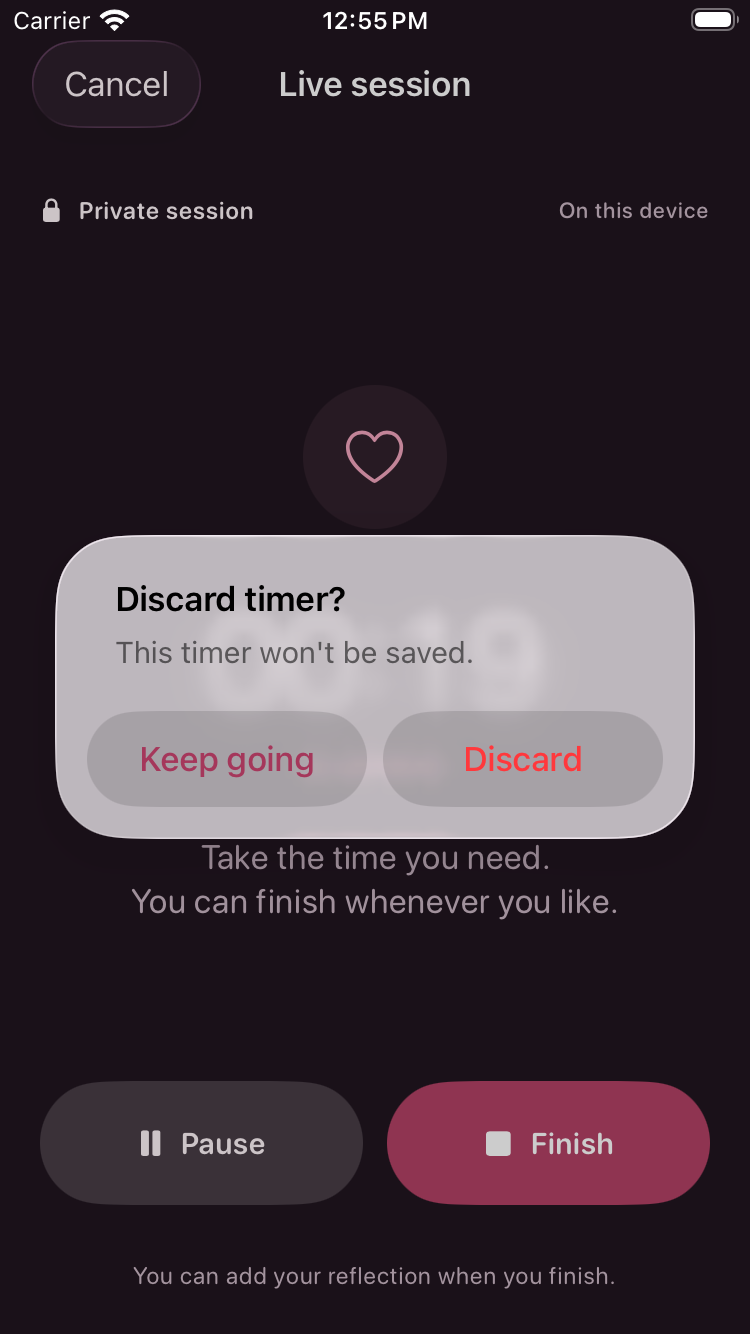 Carrier 12:55 PM
Cancel Live session
Private session On this device
00:19
Discard timer?
This timer won't be saved.
Keep going Discard
Take the time you need.
You can finish whenever you like.
Pause Finish
You can add your reflection when you finish.